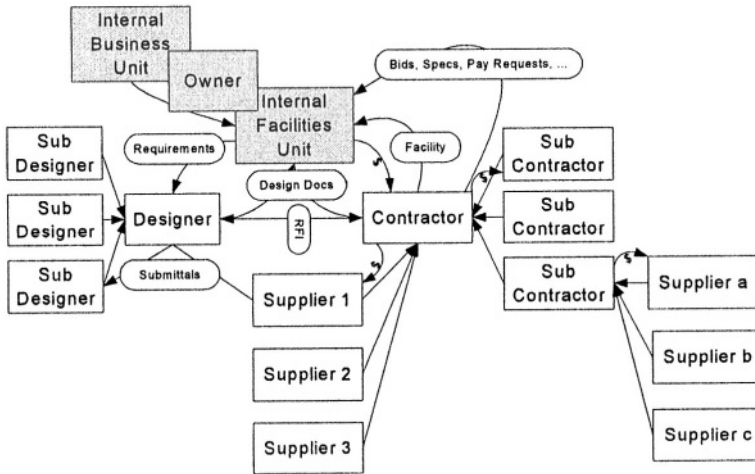 Internal
Business
Unit
Owner
Internal
Facilities
Unit
Bids, Specs, Pay Requests, ...
Sub
Designer
Requirements
$
Facility
Sub
Contractor
$
Design Docs
Sub
Designer
Designer
RFI
Contractor
Sub
Contractor
Sub
Designer
Submittals
$
Supplier 1
Sub
Contractor
$
Supplier a
Supplier 2
Supplier b
Supplier 3
Supplier c